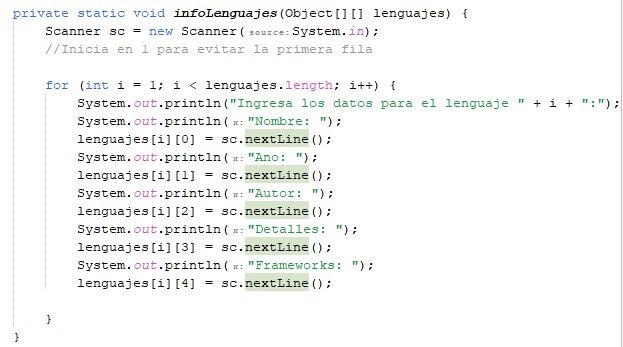 private static void infoLenguajes(Object[][] lenguajes) {
    Scanner sc = new Scanner( source: System.in);
    //Inicia en 1 para evitar la primera fila

    for (int i = 1; i < lenguajes.length; i++) {
        System.out.println("Ingresa los datos para el lenguaje " + i + ":");
        System.out.println( x: "Nombre: ");
        lenguajes[i][0] = sc.nextLine();
        System.out.println( x: "Ano: ");
        lenguajes[i][1] = sc.nextLine();
        System.out.println( x: "Autor: ");
        lenguajes[i][2] = sc.nextLine();
        System.out.println( x: "Detalles: ");
        lenguajes[i][3] = sc.nextLine();
        System.out.println( x: "Frameworks: ");
        lenguajes[i][4] = sc.nextLine();

    }
}